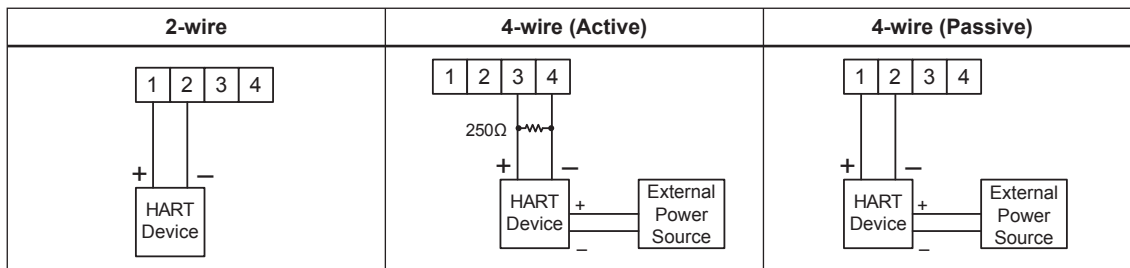 2-wire
4-wire (Active)
4-wire (Passive)
1 2 3 4
+ −
HART
Device
1 2 3 4
250Ω
+ −
HART
Device
+
−
External
Power
Source
1 2 3 4
+ −
HART
Device
+
−
External
Power
Source